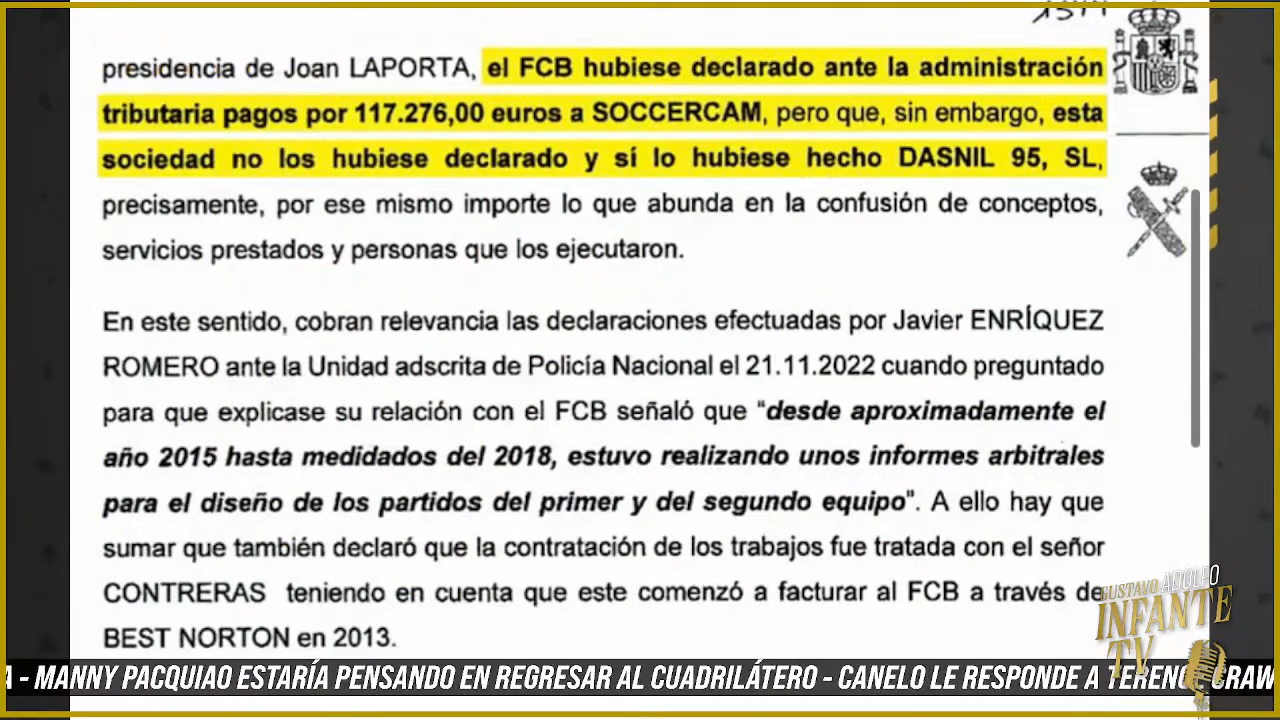 presidencia de Joan LAPORTA, el FCB hubiese declarado ante la administración
tributaria pagos por 117.276,00 euros a SOCCERCAM, pero que, sin embargo, esta
sociedad no los hubiese declarado y sí lo hubiese hecho DASNIL 95, SL,
precisamente, por ese mismo importe lo que abunda en la confusión de conceptos,
servicios prestados y personas que los ejecutaron.
En este sentido, cobran relevancia las declaraciones efectuadas por Javier ENRÍQUEZ
ROMERO ante la Unidad adscrita de Policía Nacional el 21.11.2022 cuando preguntado
para que explicase su relación con el FCB señaló que "desde aproximadamente el
año 2015 hasta medidados del 2018, estuvo realizando unos informes arbitrales
para el diseño de los partidos del primer y del segundo equipo". A ello hay que
sumar que también declaró que la contratación de los trabajos fue tratada con el señor
CONTRERAS teniendo en cuenta que este comenzó a facturar al FCB a través de
BEST NORTON en 2013.
GUSTAVO ADOLFO
INFANTE
TV
A - MANNY PACQUIAO ESTARÍA PENSANDO EN REGRESAR AL CUADRILÁTERO - CANELO LE RESPONDE A TERENCE CRAW